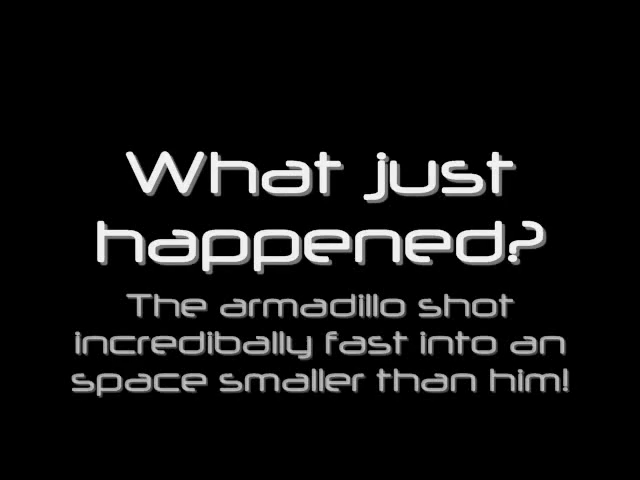 What just
happened?
The armadillo shot
incredibally fast into an
space smaller than him!